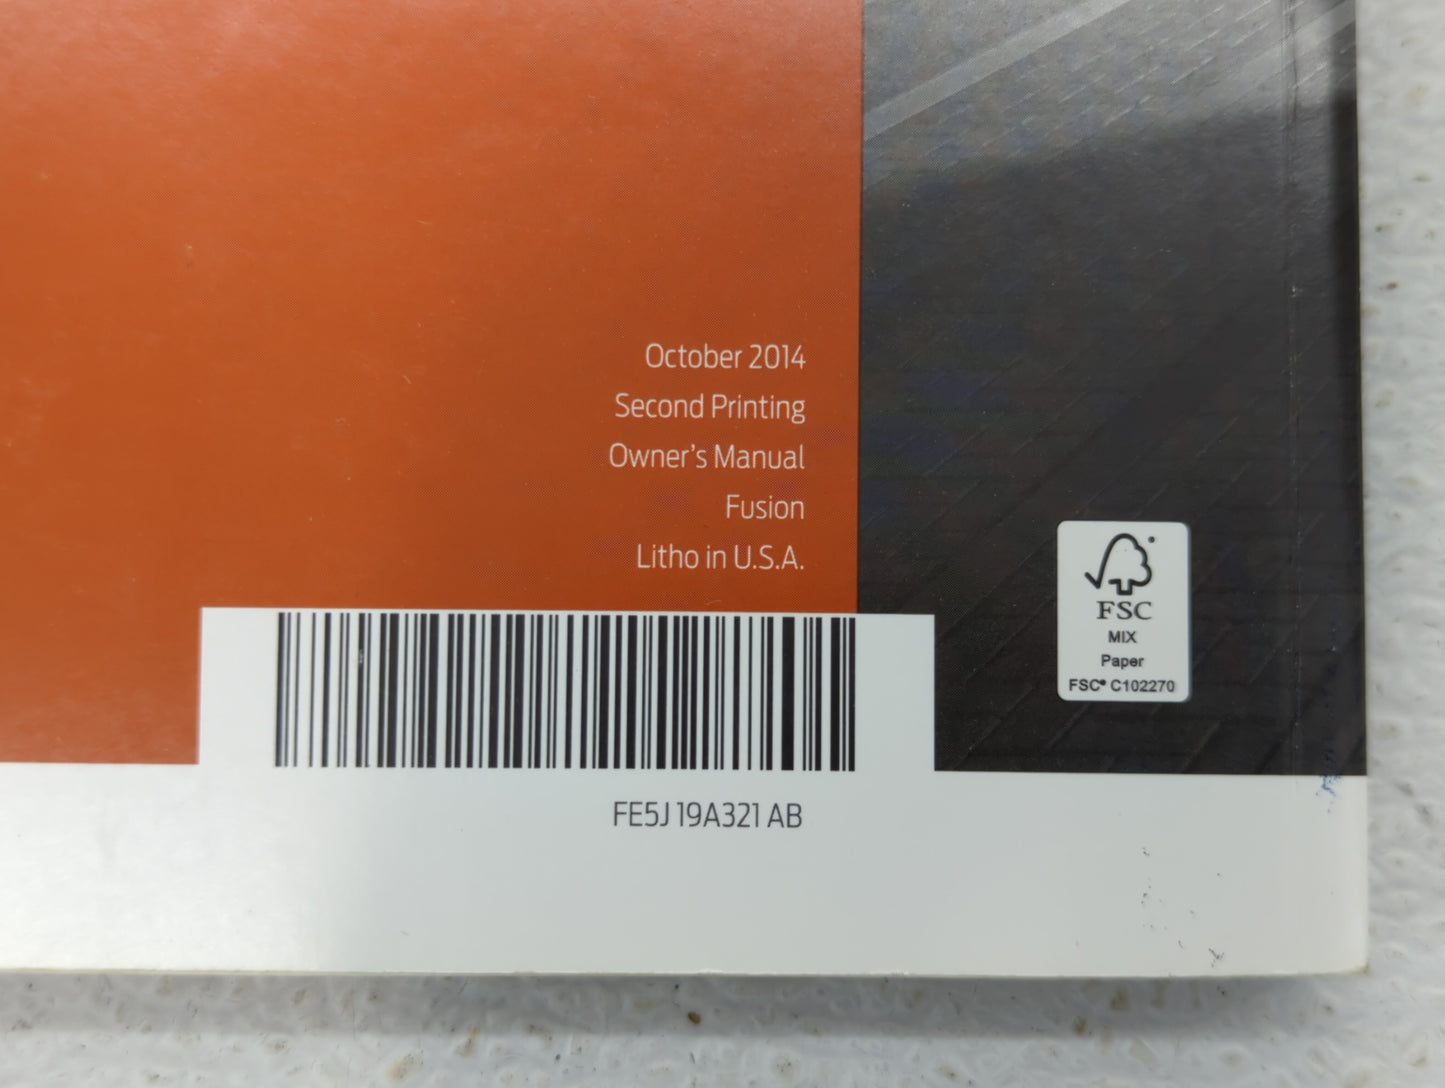 October 2014
Second Printing
Owner's Manual
Fusion
Litho in U.S.A.
FSC
MIX
Paper
FSC® C102270
FE5J 19A321 AB